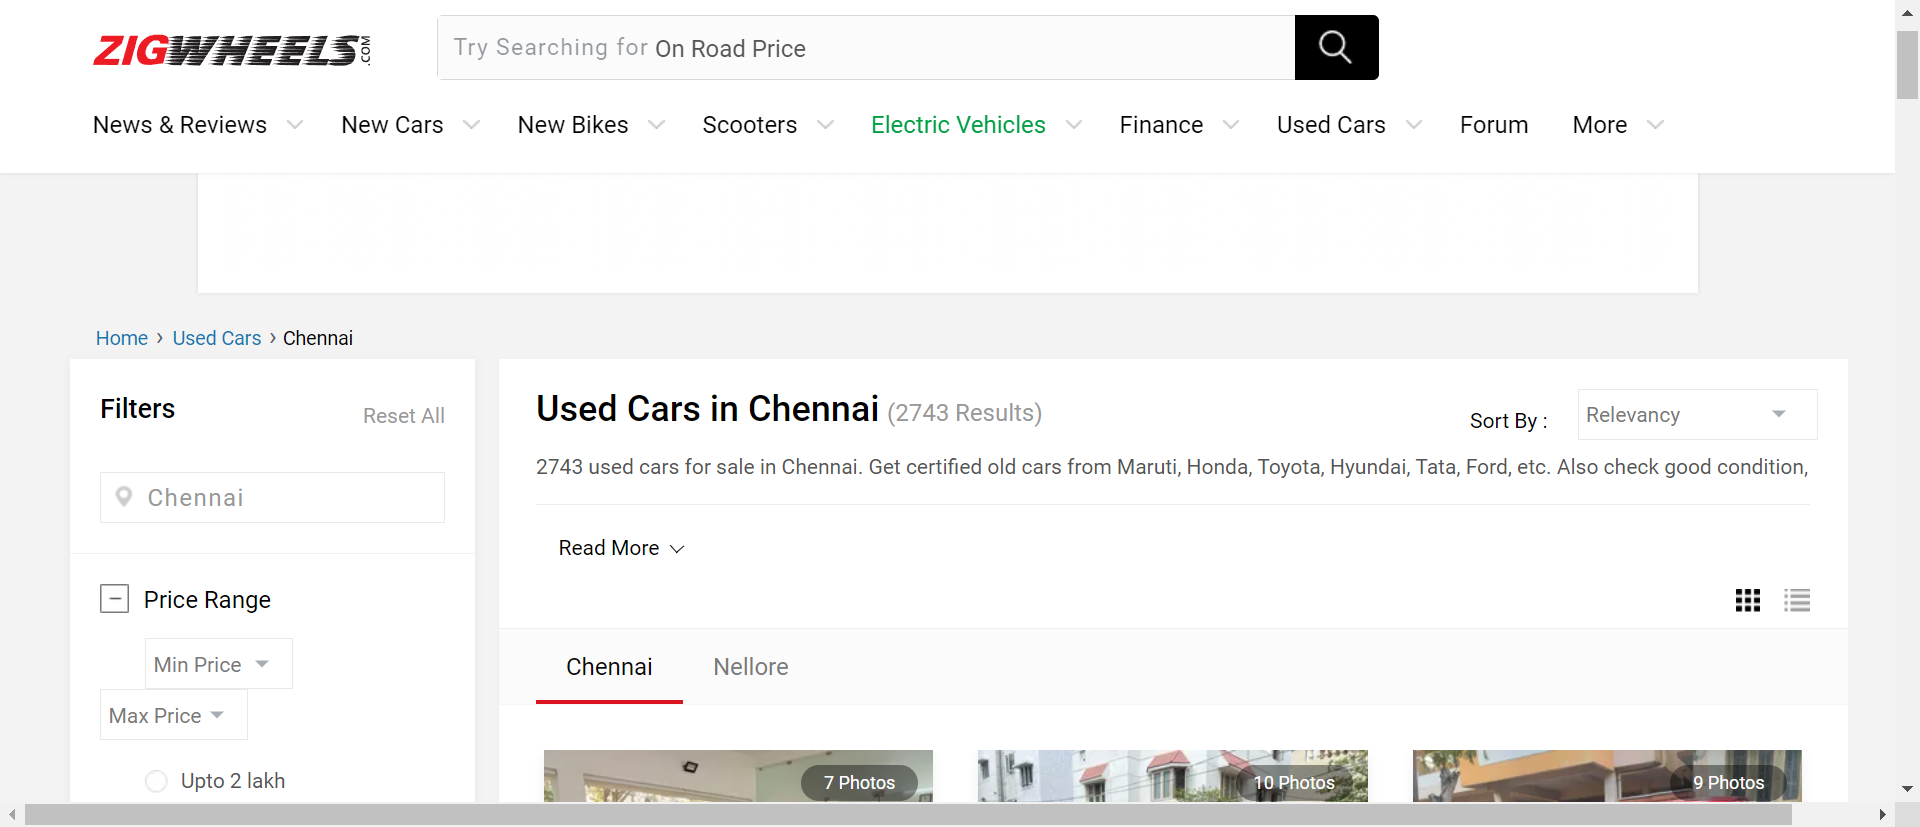 ZIGWHEELS.COM
Try Searching for On Road Price
News & Reviews New Cars New Bikes Scooters Electric Vehicles Finance Used Cars Forum More
Home › Used Cars › Chennai
Filters
Reset All
Chennai
Price Range
Min Price
Max Price
Upto 2 lakh
Used Cars in Chennai (2743 Results)
Sort By :
Relevancy
2743 used cars for sale in Chennai. Get certified old cars from Maruti, Honda, Toyota, Hyundai, Tata, Ford, etc. Also check good condition,
Read More
Chennai Nellore
7 Photos
10 Photos
9 Photos